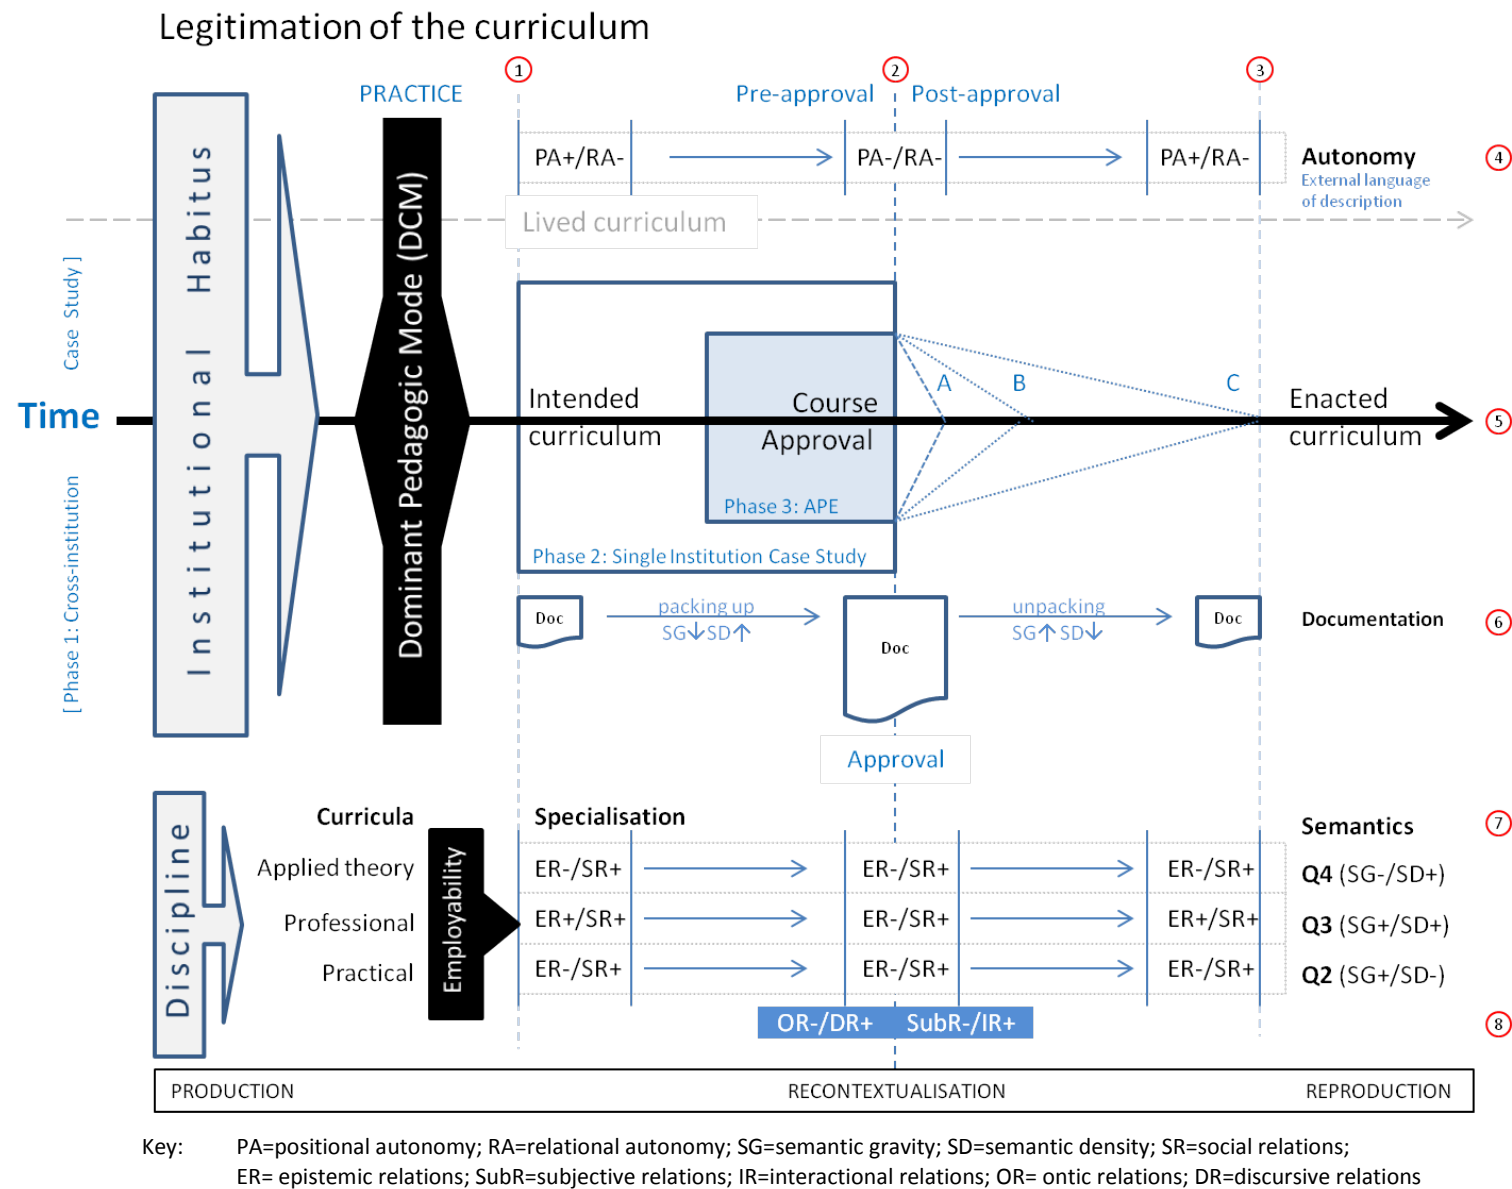 Legitimation of the curriculum
1
2
3
PRACTICE
Pre-approval
Post-approval
PA+/RA-
PA-/RA-
PA+/RA-
Autonomy
4
External language
of description
Lived curriculum
Institutional Habitus
Dominant Pedagogic Mode (DCM)
[ Phase 1: Cross-institution
Case Study ]
Time
Intended
curriculum
Course
Approval
A
B
C
Enacted
curriculum
5
Phase 3: APE
Phase 2: Single Institution Case Study
Doc
packing up
SG↓SD↑
Doc
unpacking
SG↑SD↓
Doc
Documentation
6
Approval
Discipline
Curricula
Employability
Specialisation
Semantics
7
Applied theory
ER-/SR+
ER-/SR+
ER-/SR+
Q4 (SG-/SD+)
Professional
ER+/SR+
ER-/SR+
ER+/SR+
Q3 (SG+/SD+)
Practical
ER-/SR+
ER-/SR+
ER-/SR+
Q2 (SG+/SD-)
OR-/DR+
SubR-/IR+
8
PRODUCTION
RECONTEXTUALISATION
REPRODUCTION
Key: PA=positional autonomy; RA=relational autonomy; SG=semantic gravity; SD=semantic density; SR=social relations;
ER= epistemic relations; SubR=subjective relations; IR=interactional relations; OR= ontic relations; DR=discursive relations